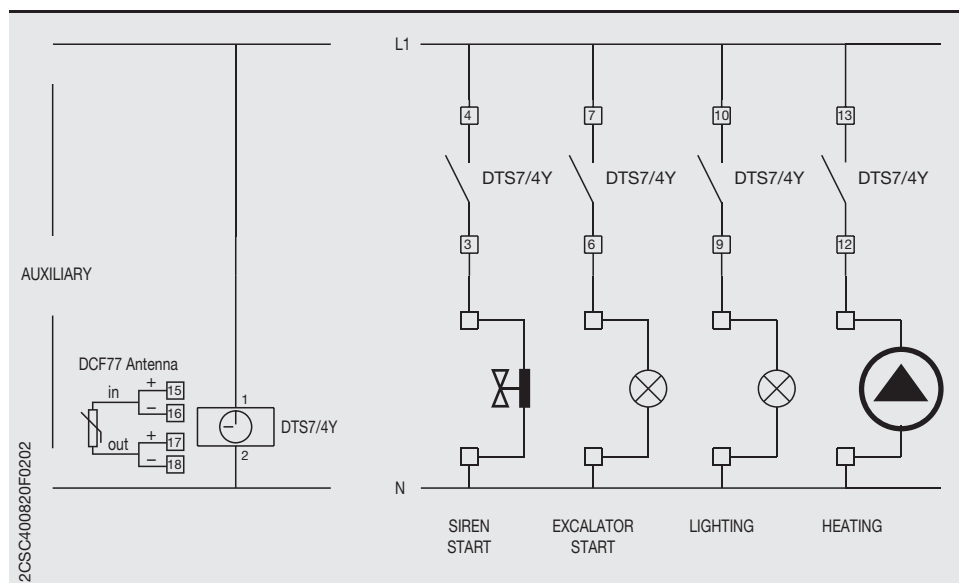 L1
4
7
10
13
DTS7/4Y
DTS7/4Y
DTS7/4Y
DTS7/4Y
3
6
9
12
AUXILIARY
DCF77 Antenna
in
+
15
−
16
out
+
17
−
18
1
DTS7/4Y
2
N
SIREN
START
EXCALATOR
START
LIGHTING
HEATING
2CSC400820F0202